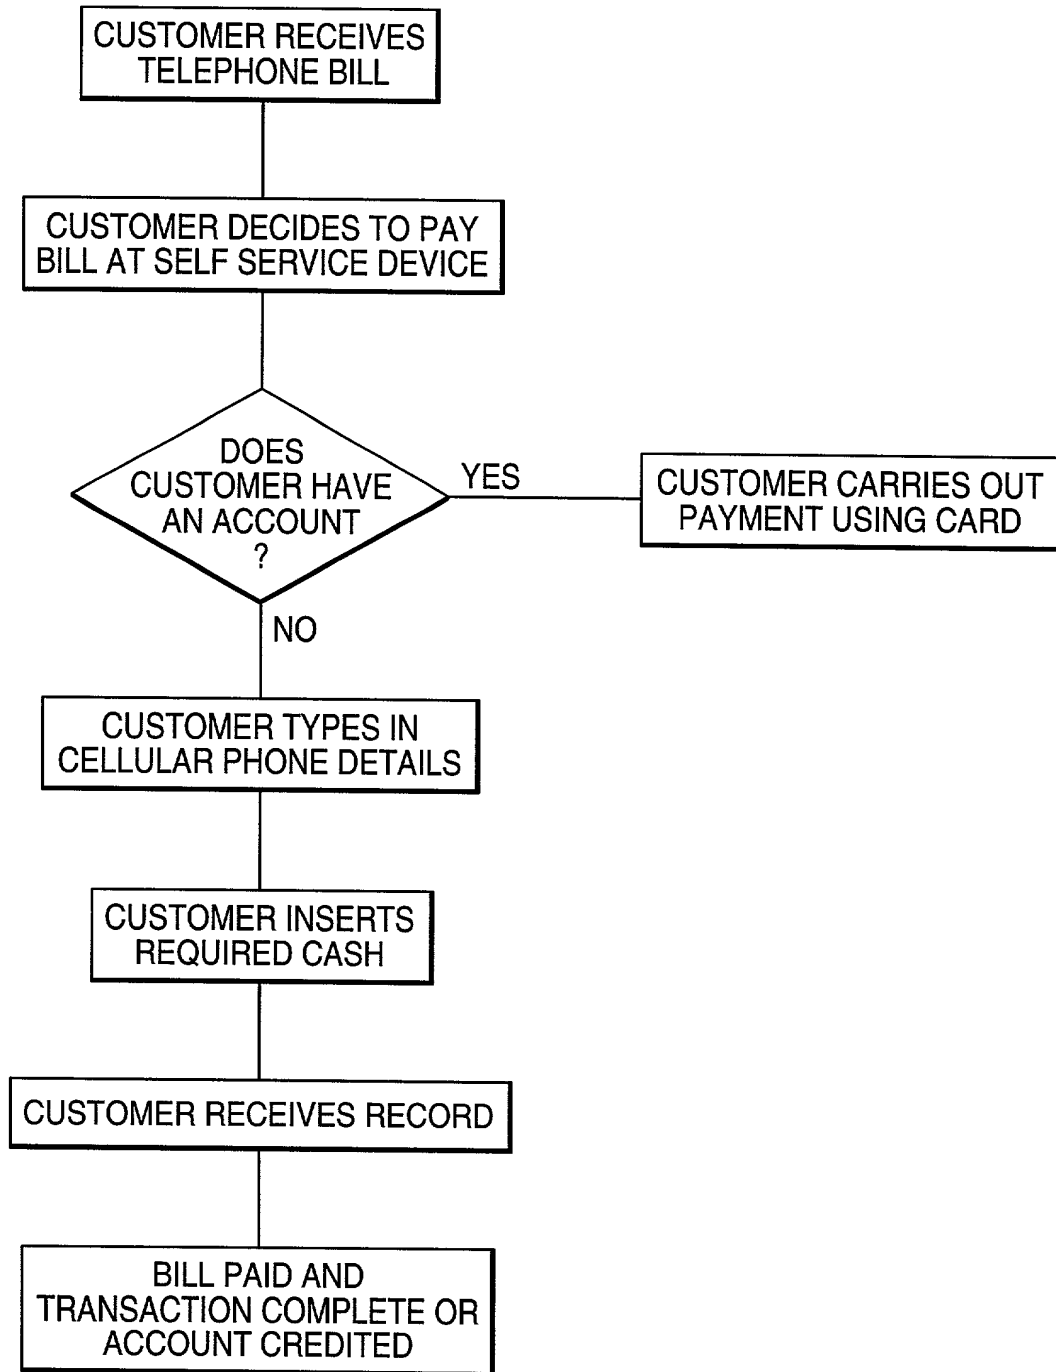 CUSTOMER RECEIVES
TELEPHONE BILL
CUSTOMER DECIDES TO PAY
BILL AT SELF SERVICE DEVICE
DOES
CUSTOMER HAVE
AN ACCOUNT
?
YES
CUSTOMER CARRIES OUT
PAYMENT USING CARD
NO
CUSTOMER TYPES IN
CELLULAR PHONE DETAILS
CUSTOMER INSERTS
REQUIRED CASH
CUSTOMER RECEIVES RECORD
BILL PAID AND
TRANSACTION COMPLETE OR
ACCOUNT CREDITED